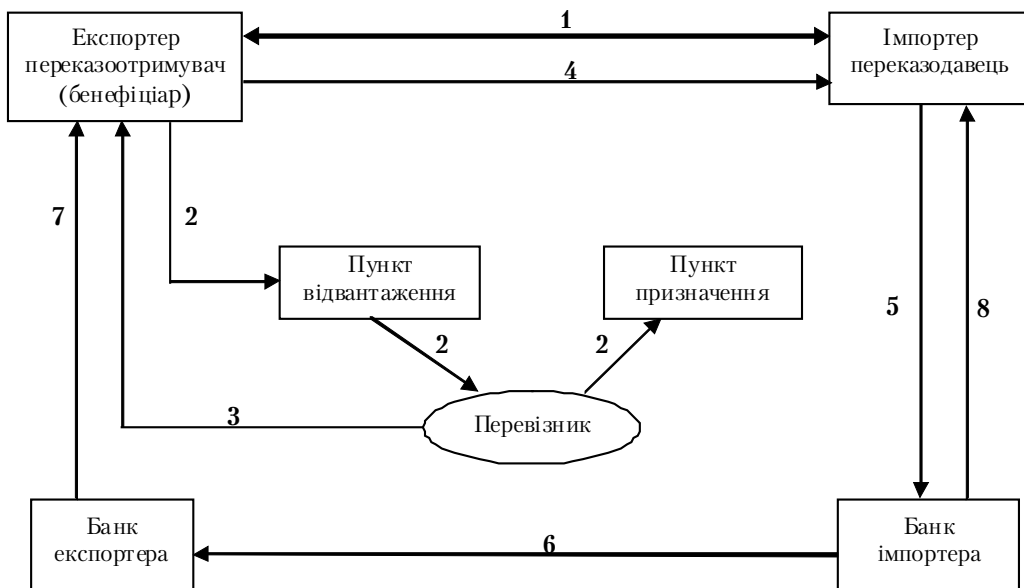 1
Експортер
переказоотримувач
(бенефіціар)
Імпортер
переказодавець
4
7
2
Пункт
відвантаження
Пункт
призначення
5
8
2
2
3
Перевізник
Банк
експортера
6
Банк
імпортера